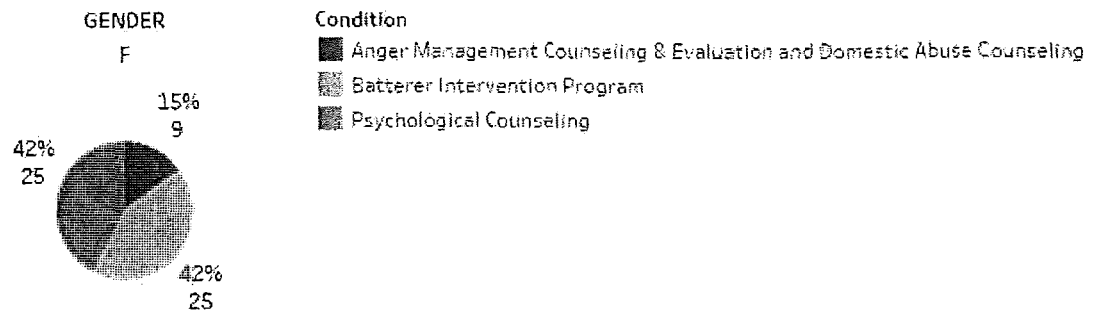 GENDER
F
Condition
Anger Management Counseling & Evaluation and Domestic Abuse Counseling
Batterer Intervention Program
Psychological Counseling
15%
9
42%
25
42%
25